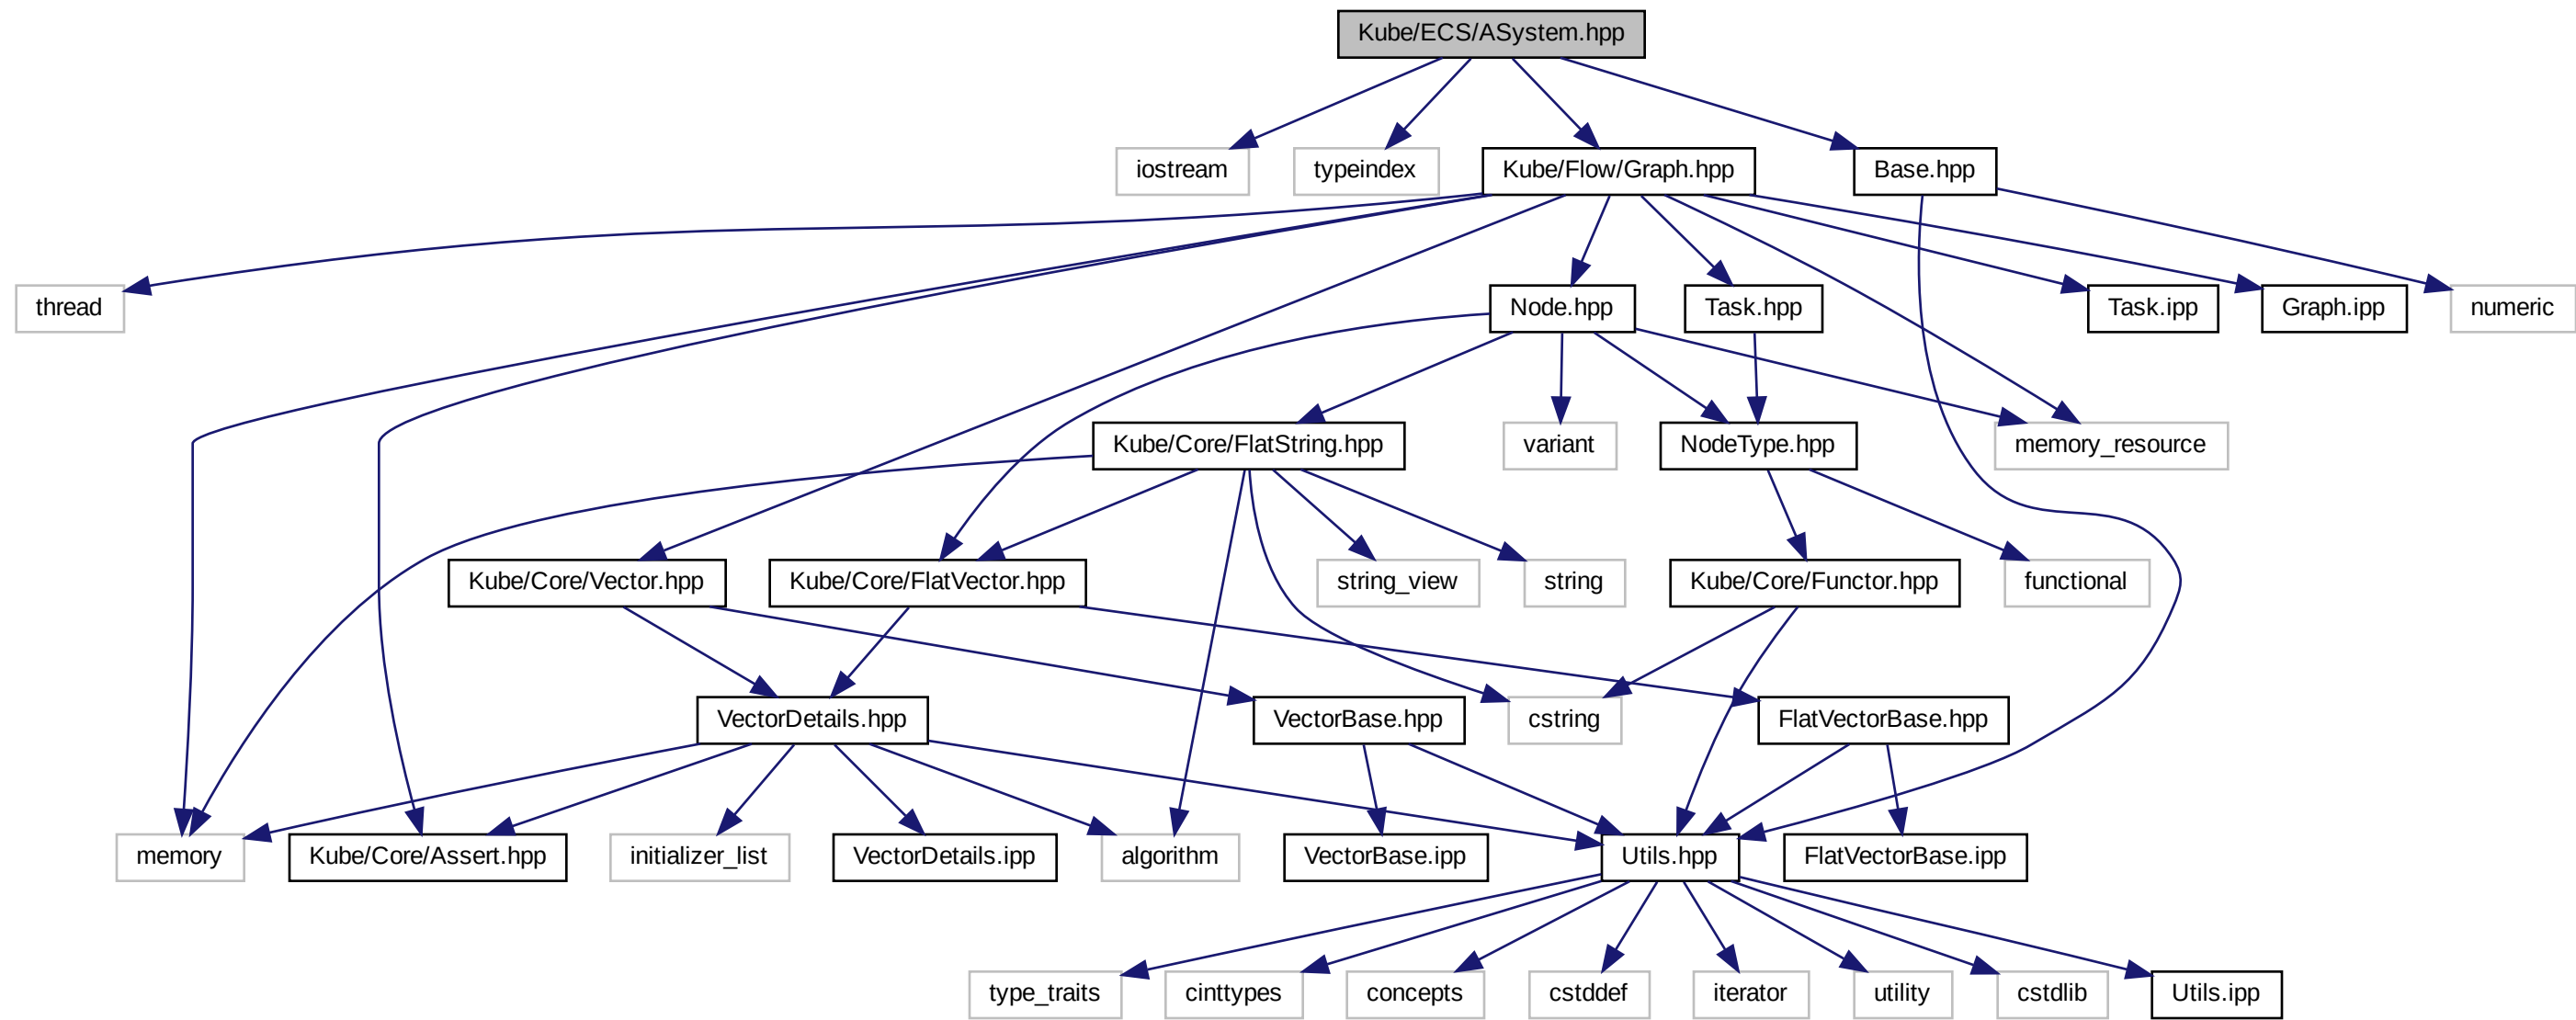 Kube/ECS/ASystem.hpp
iostream
typeindex
Kube/Flow/Graph.hpp
Base.hpp
thread
Node.hpp
Task.hpp
Task.ipp
Graph.ipp
numeric
Kube/Core/FlatString.hpp
variant
NodeType.hpp
memory_resource
Kube/Core/Vector.hpp
Kube/Core/FlatVector.hpp
string_view
string
Kube/Core/Functor.hpp
functional
VectorDetails.hpp
VectorBase.hpp
cstring
FlatVectorBase.hpp
memory
Kube/Core/Assert.hpp
initializer_list
VectorDetails.ipp
algorithm
VectorBase.ipp
Utils.hpp
FlatVectorBase.ipp
type_traits
cinttypes
concepts
cstddef
iterator
utility
cstdlib
Utils.ipp